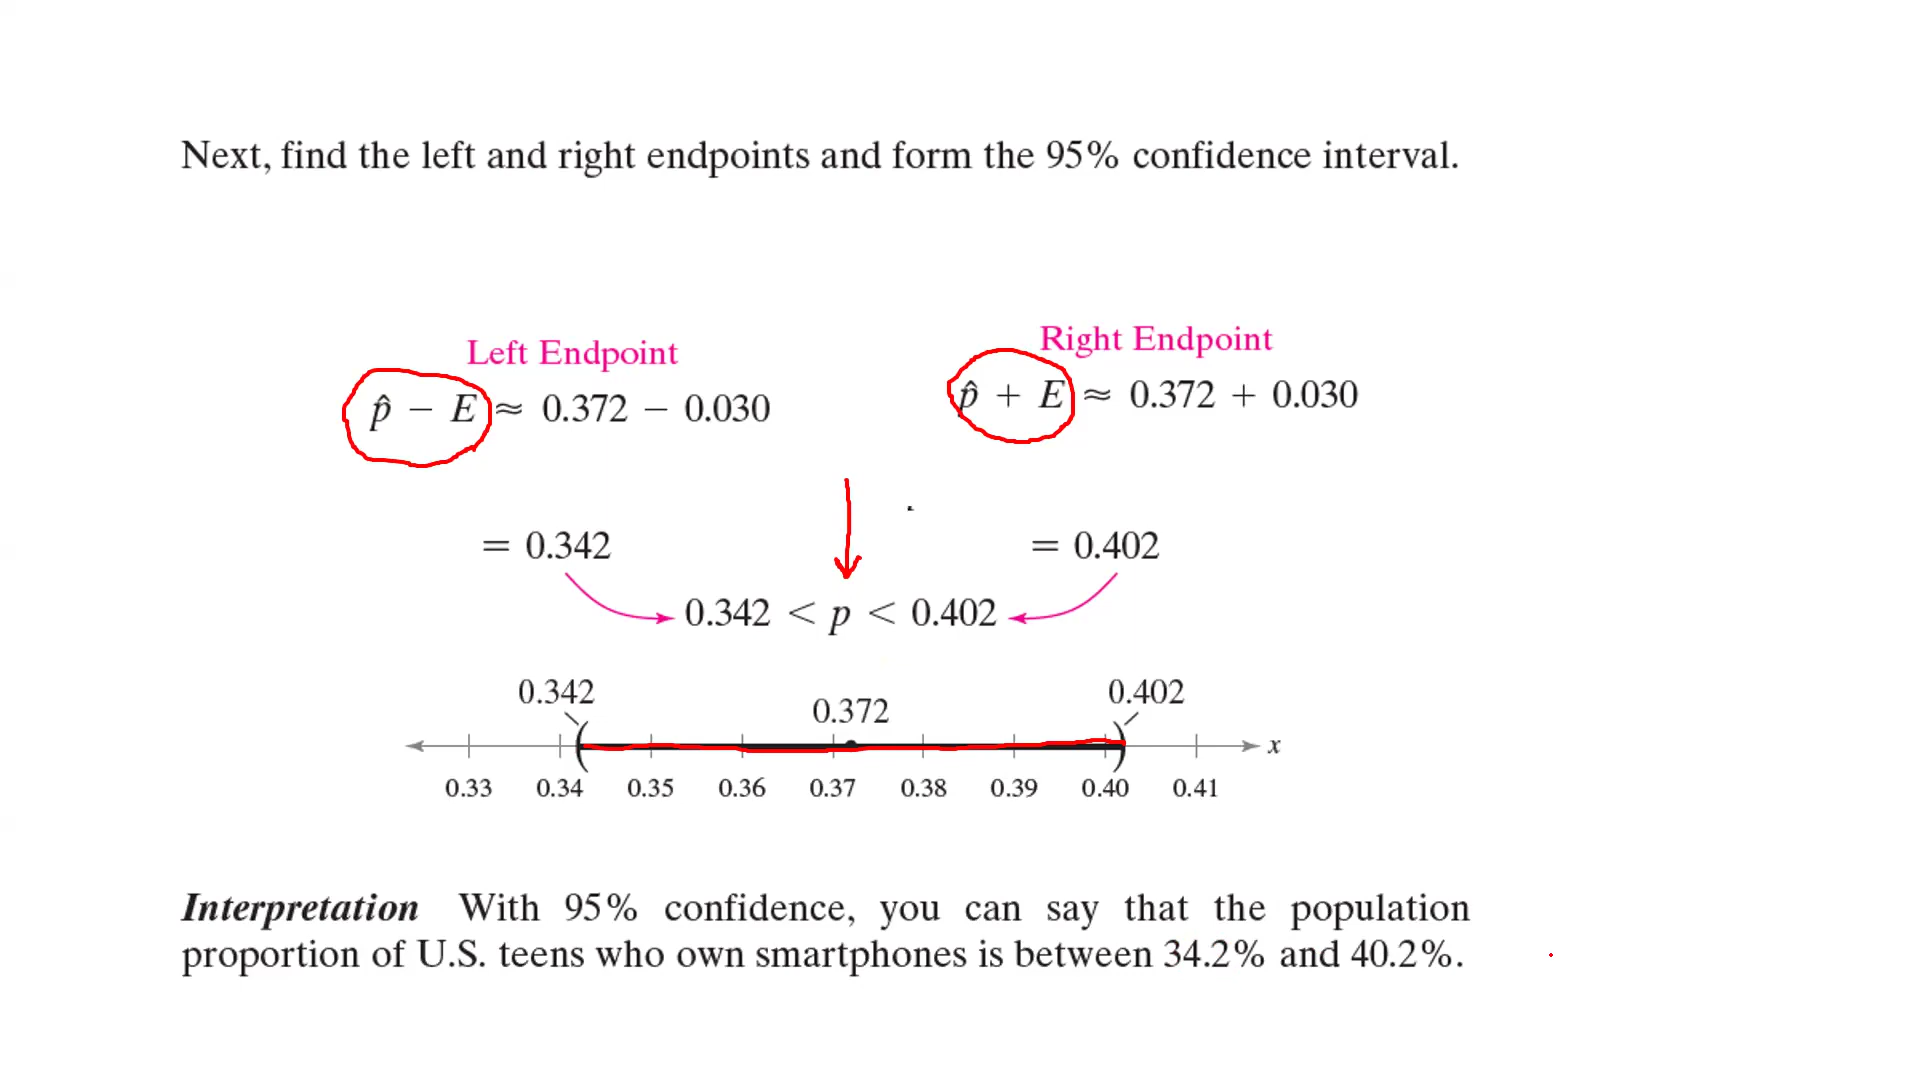 Next, find the left and right endpoints and form the 95% confidence interval.
Left Endpoint
p̂ − E ≈ 0.372 − 0.030
= 0.342
Right Endpoint
p̂ + E ≈ 0.372 + 0.030
= 0.402
0.342 < p < 0.402
0.342 0.372 0.402
x
0.33 0.34 0.35 0.36 0.37 0.38 0.39 0.40 0.41
Interpretation With 95% confidence, you can say that the population
proportion of U.S. teens who own smartphones is between 34.2% and 40.2%.